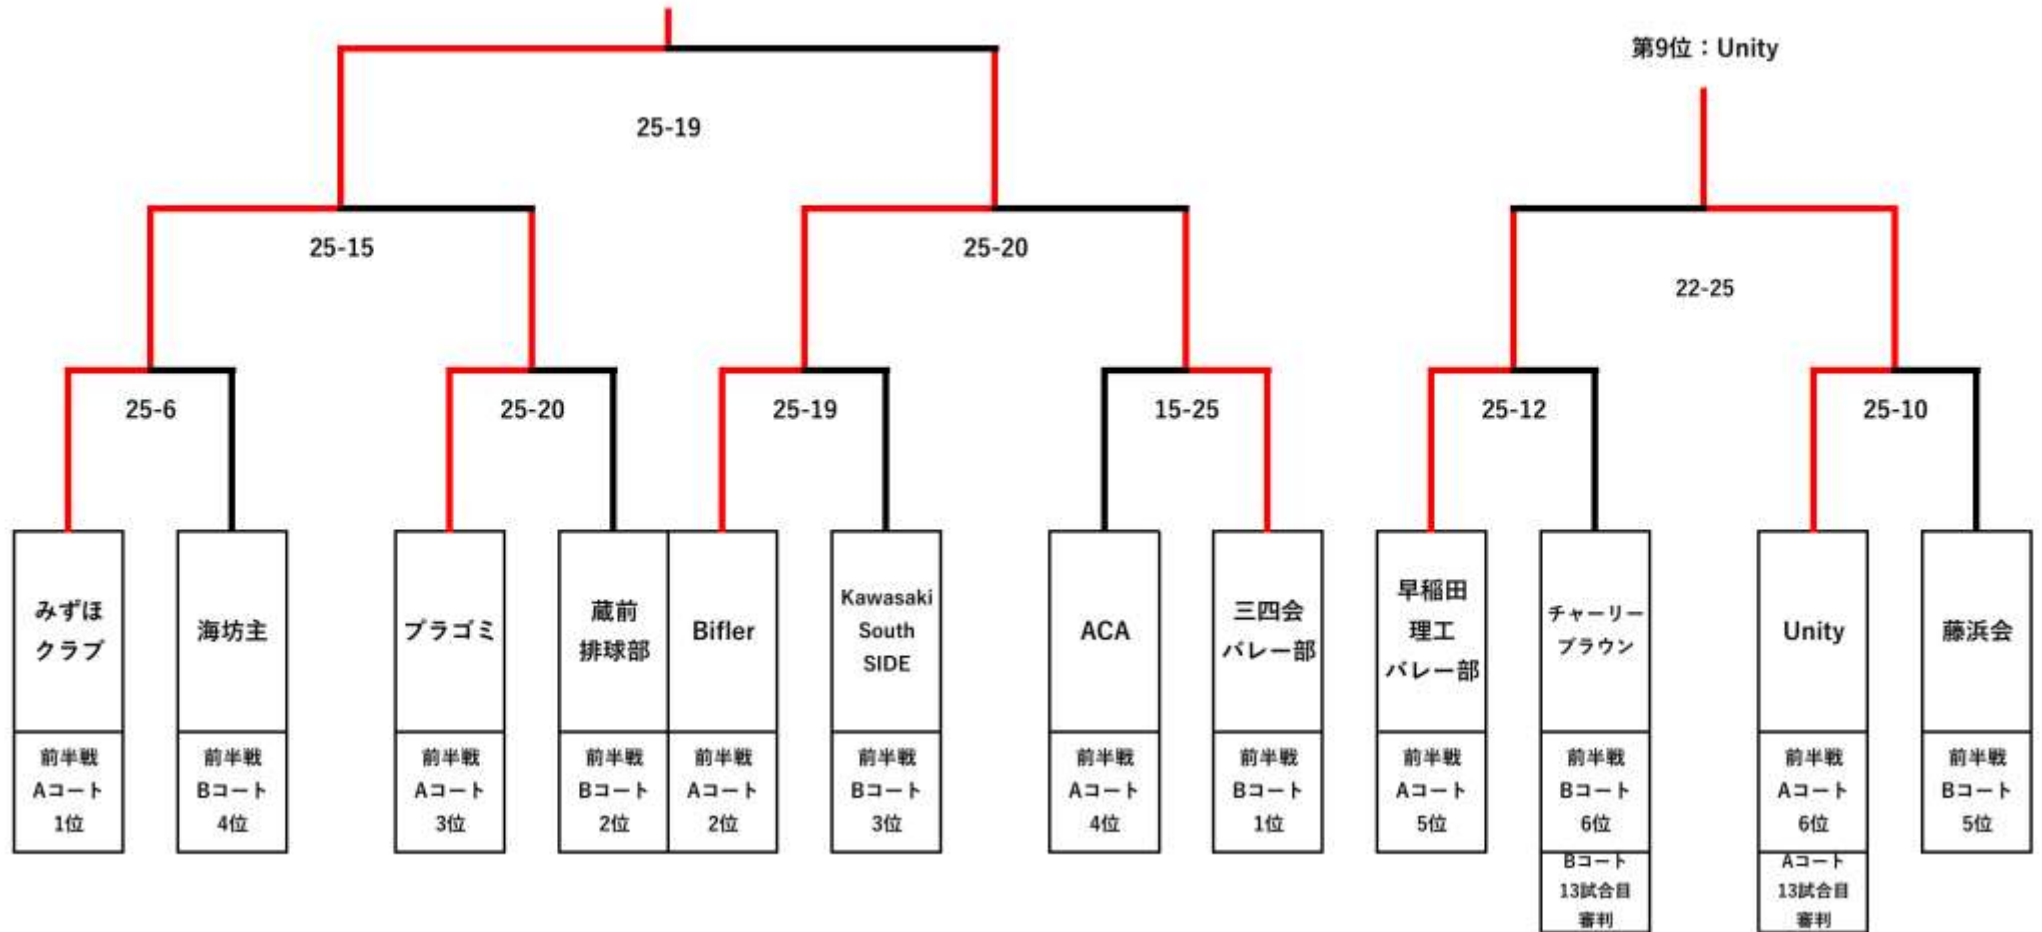 第9位：Unity
25-19
25-15
25-20
22-25
25-6
25-20
25-19
15-25
25-12
25-10
みずほ
クラブ
海坊主
プラゴミ
蔵前
排球部
Bifler
Kawasaki
South
SIDE
ACA
三四会
バレー部
早稲田
理工
バレー部
チャーリー
ブラウン
Unity
藤浜会
前半戦
Aコート
1位
前半戦
Bコート
4位
前半戦
Aコート
3位
前半戦
Bコート
2位
前半戦
Aコート
2位
前半戦
Bコート
3位
前半戦
Aコート
4位
前半戦
Bコート
1位
前半戦
Aコート
5位
前半戦
Bコート
6位
前半戦
Aコート
6位
前半戦
Bコート
5位
Bコート
13試合目
審判
Aコート
13試合目
審判